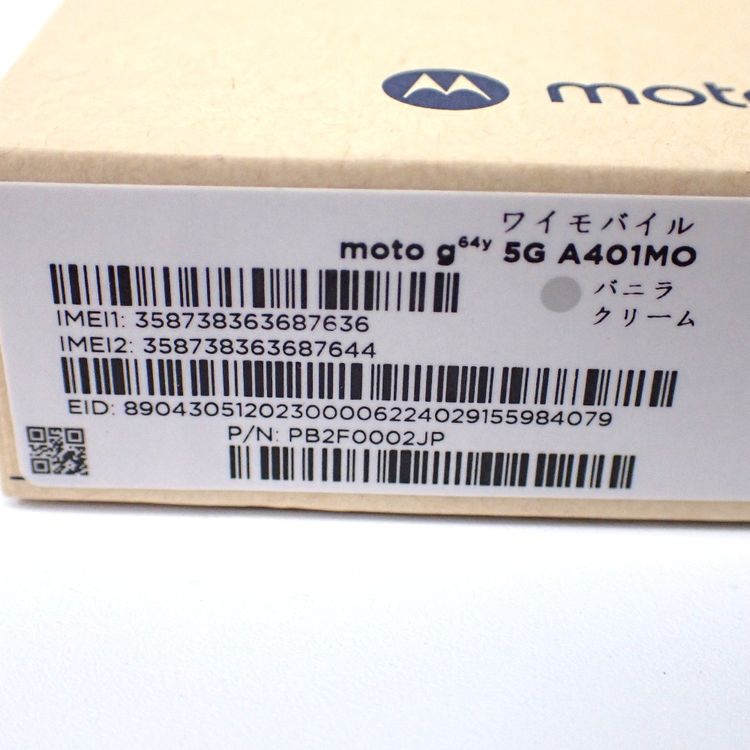 moto
ワイモバイル
moto g64y 5G A401MO
バニラ
クリーム
IMEI1: 358738363687636
IMEI2: 358738363687644
EID: 89043051202300006224029155984079
P/N: PB2F0002JP